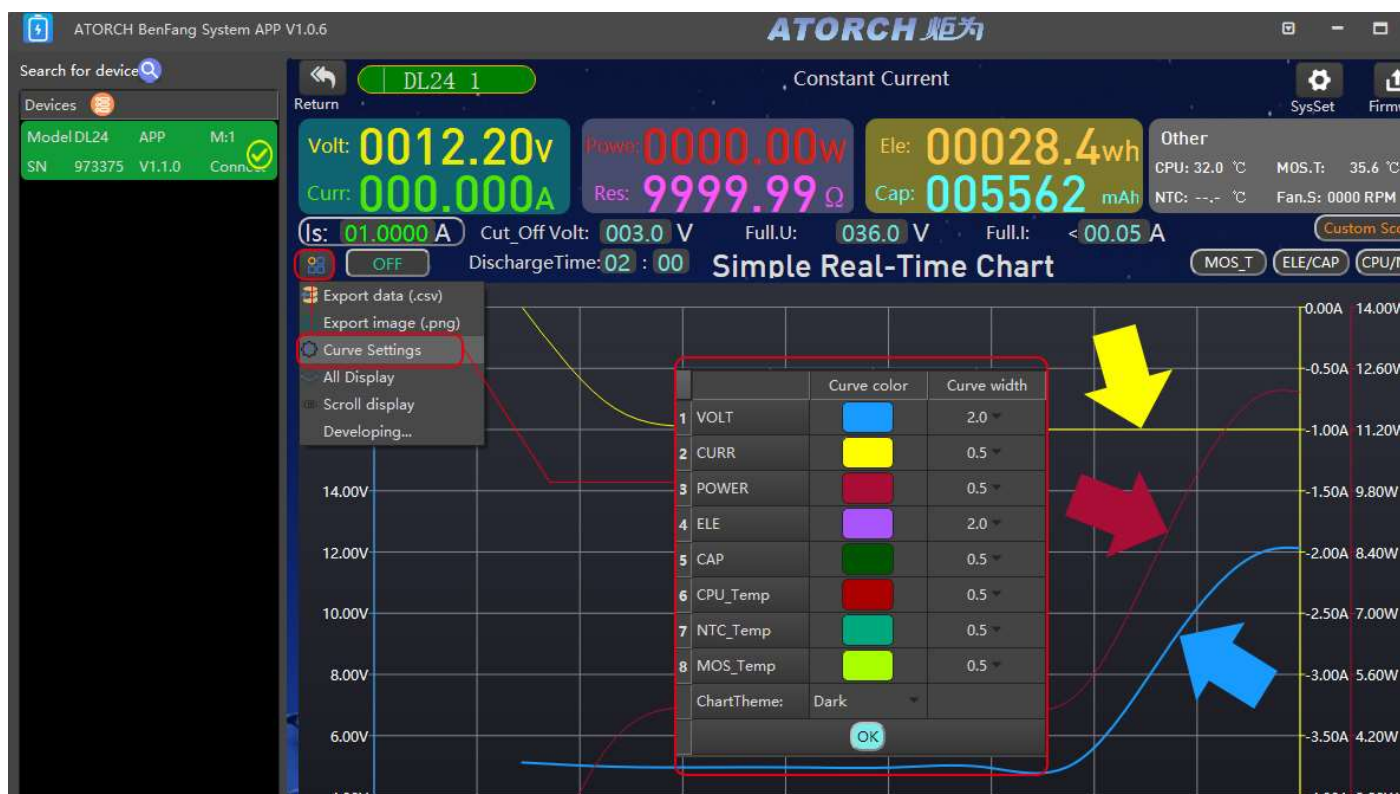 ATORCH BenFang System APP V1.0.6
ATORCH 炬为
Search for device
Devices
Model DL24 APP M:1
SN 973375 V1.1.0
Return
DL24 1
Constant Current
SysSet
Volt: 0012.20V
Curr: 000.000A
Power: 0000.00W
Res: 9999.99 Ω
Ele: 00028.4wh
Cap: 005562 mAh
Other
CPU: 32.0 ℃ MOS.T: 35.6 ℃
NTC: --.- ℃ Fan.S: 0000 RPM
Is: 01.0000 A Cut_Off Volt: 003.0 V Full.U: 036.0 V Full.I: <00.05 A
Custom
OFF DischargeTime: 02 : 00
Simple Real-Time Chart
MOS_T ELE/CAP
Export data (.csv)
Export image (.png)
Curve Settings
All Display
Scroll display
Developing...
Curve color Curve width
1 VOLT 2.0
2 CURR 0.5
3 POWER 0.5
4 ELE 2.0
5 CAP 0.5
6 CPU_Temp 0.5
7 NTC_Temp 0.5
8 MOS_Temp 0.5
ChartTheme: Dark
OK
14.00V
12.00V
10.00V
8.00V
6.00V
0.00A 14.00W
-0.50A 12.60W
-1.00A 11.20W
-1.50A 9.80W
-2.00A 8.40W
-2.50A 7.00W
-3.00A 5.60W
-3.50A 4.20W